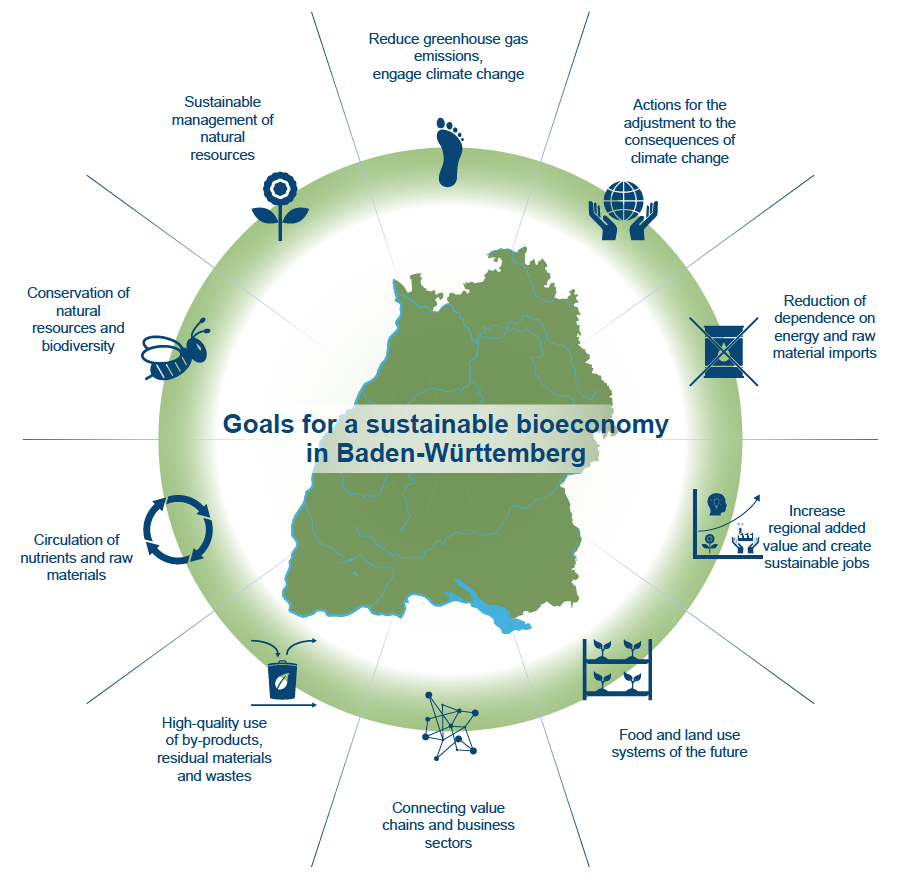 Reduce greenhouse gas
emissions,
engage climate change
Actions for the
adjustment to the
consequences of
climate change
Reduction of
dependence on
energy and raw
material imports
Increase
regional added
value and create
sustainable jobs
Food and land use
systems of the future
Connecting value
chains and business
sectors
High-quality use
of by-products,
residual materials
and wastes
Circulation of
nutrients and raw
materials
Conservation of
natural
resources and
biodiversity
Sustainable
management of
natural
resources
Goals for a sustainable bioeconomy
in Baden-Württemberg